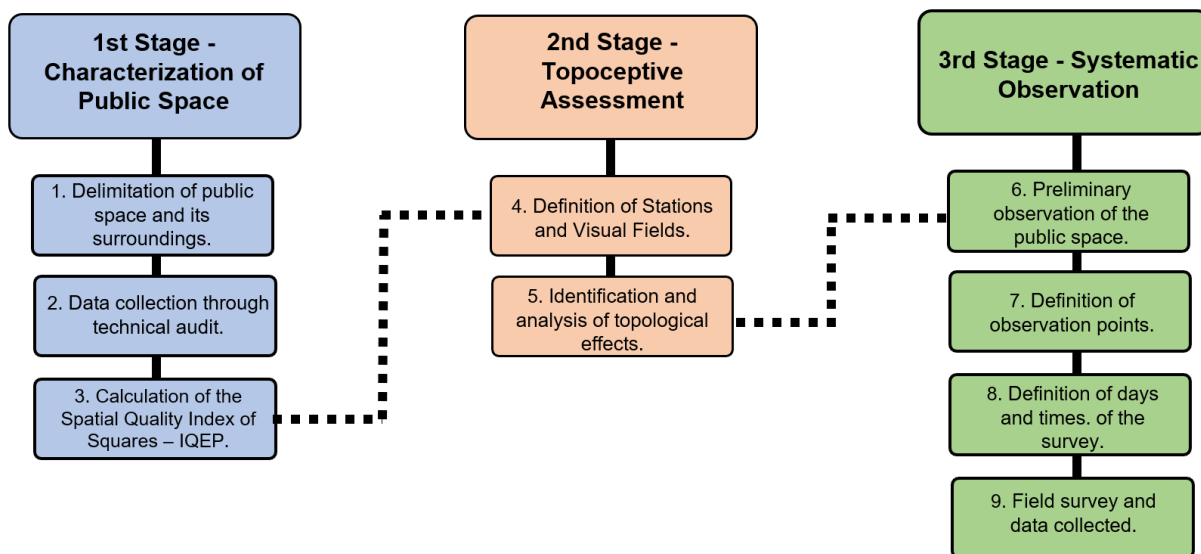 1st Stage -
Characterization of
Public Space
1. Delimitation of public
space and its
surroundings.
2. Data collection through
technical audit.
3. Calculation of the
Spatial Quality Index of
Squares – IQEP.
2nd Stage -
Topoceptive
Assessment
4. Definition of Stations
and Visual Fields.
5. Identification and
analysis of topological
effects.
3rd Stage - Systematic
Observation
6. Preliminary
observation of the
public space.
7. Definition of
observation points.
8. Definition of days
and times. of the
survey.
9. Field survey and
data collected.